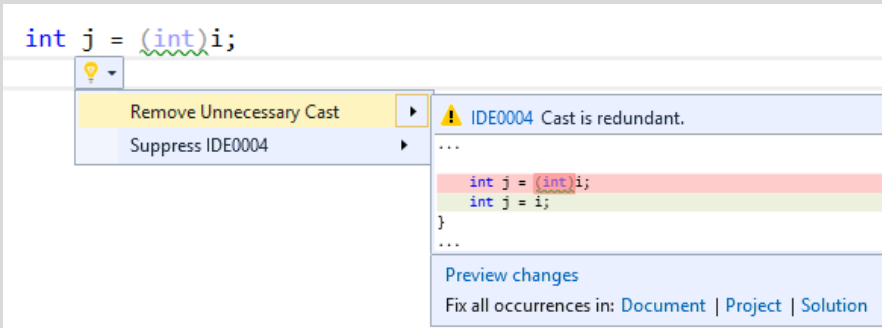 int j = (int)i;
Remove Unnecessary Cast
Suppress IDE0004
IDE0004 Cast is redundant.
...
int j = (int)i;
int j = i;
}
...
Preview changes
Fix all occurrences in: Document | Project | Solution